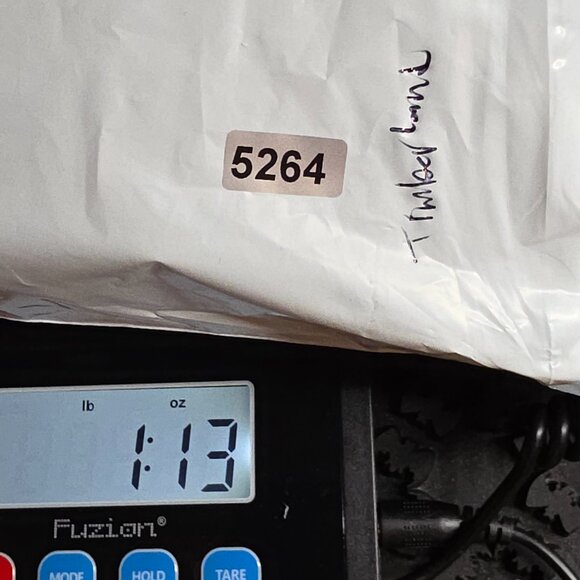 5264
Timberland
lb oz
1:13
Fuzion®
MODE HOLD TARE